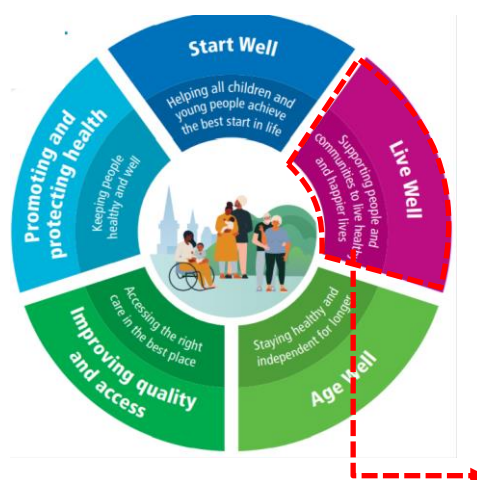 Start Well
Helping all children and
young people achieve
the best start in life
Live Well
Supporting people and
communities to live
and happier lives
Age Well
Staying healthy and
independent for longer
Improving quality
and access
Accessing the right
care in the best place
Promoting and
protecting health
Keeping people
healthy and well